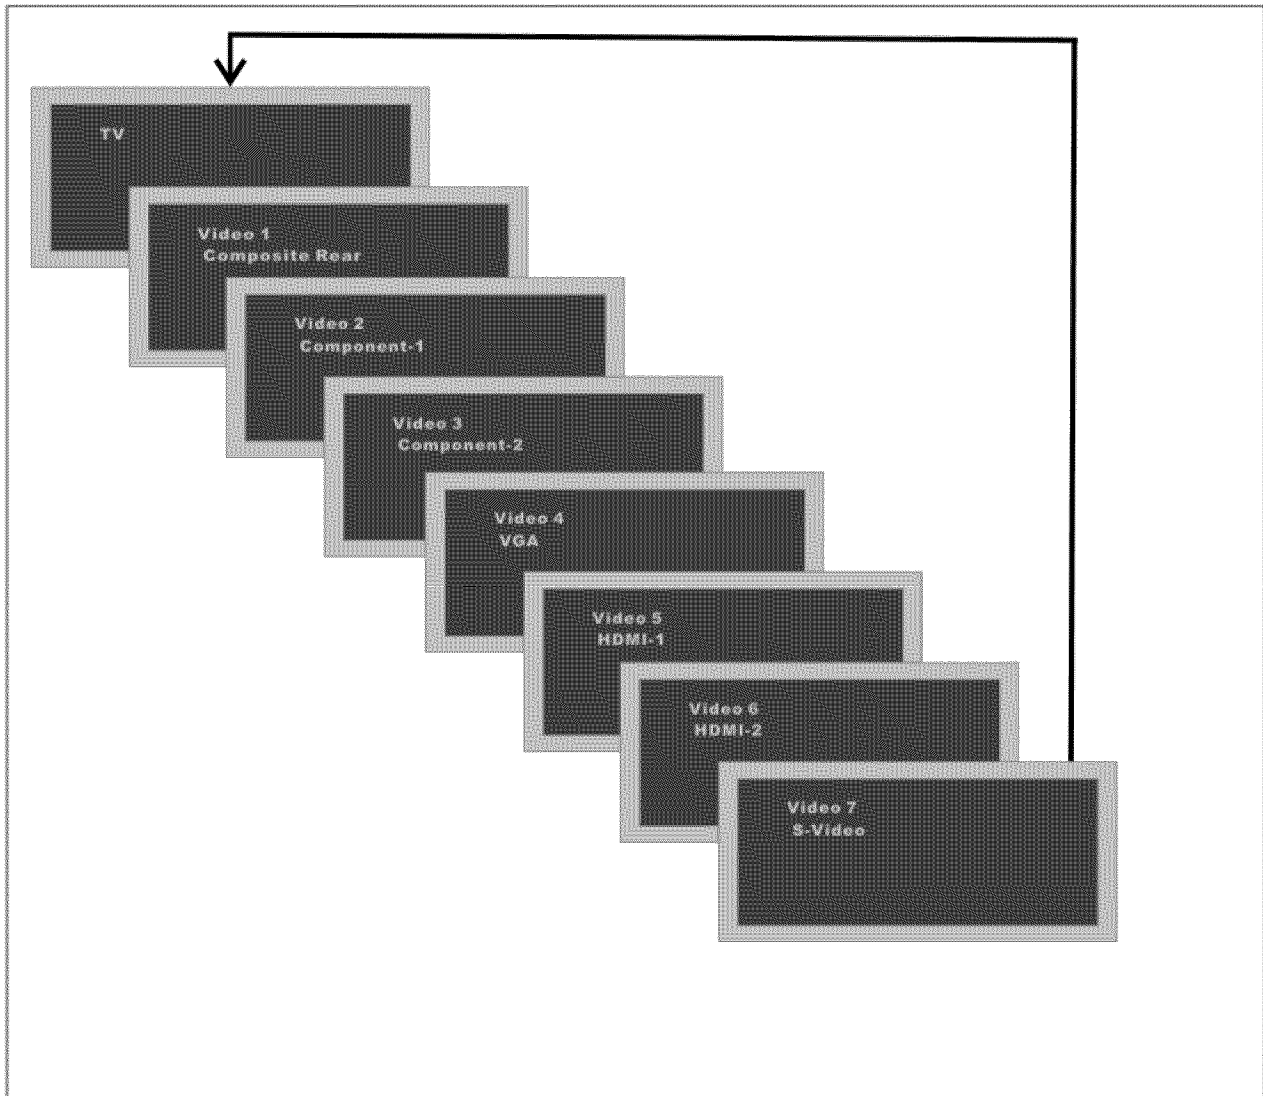 TV
Video 1
Composite Rear
Video 2
Component-1
Video 3
Component-2
Video 4
VGA
Video 5
HDMI-1
Video 6
HDMI-2
Video 7
S-Video